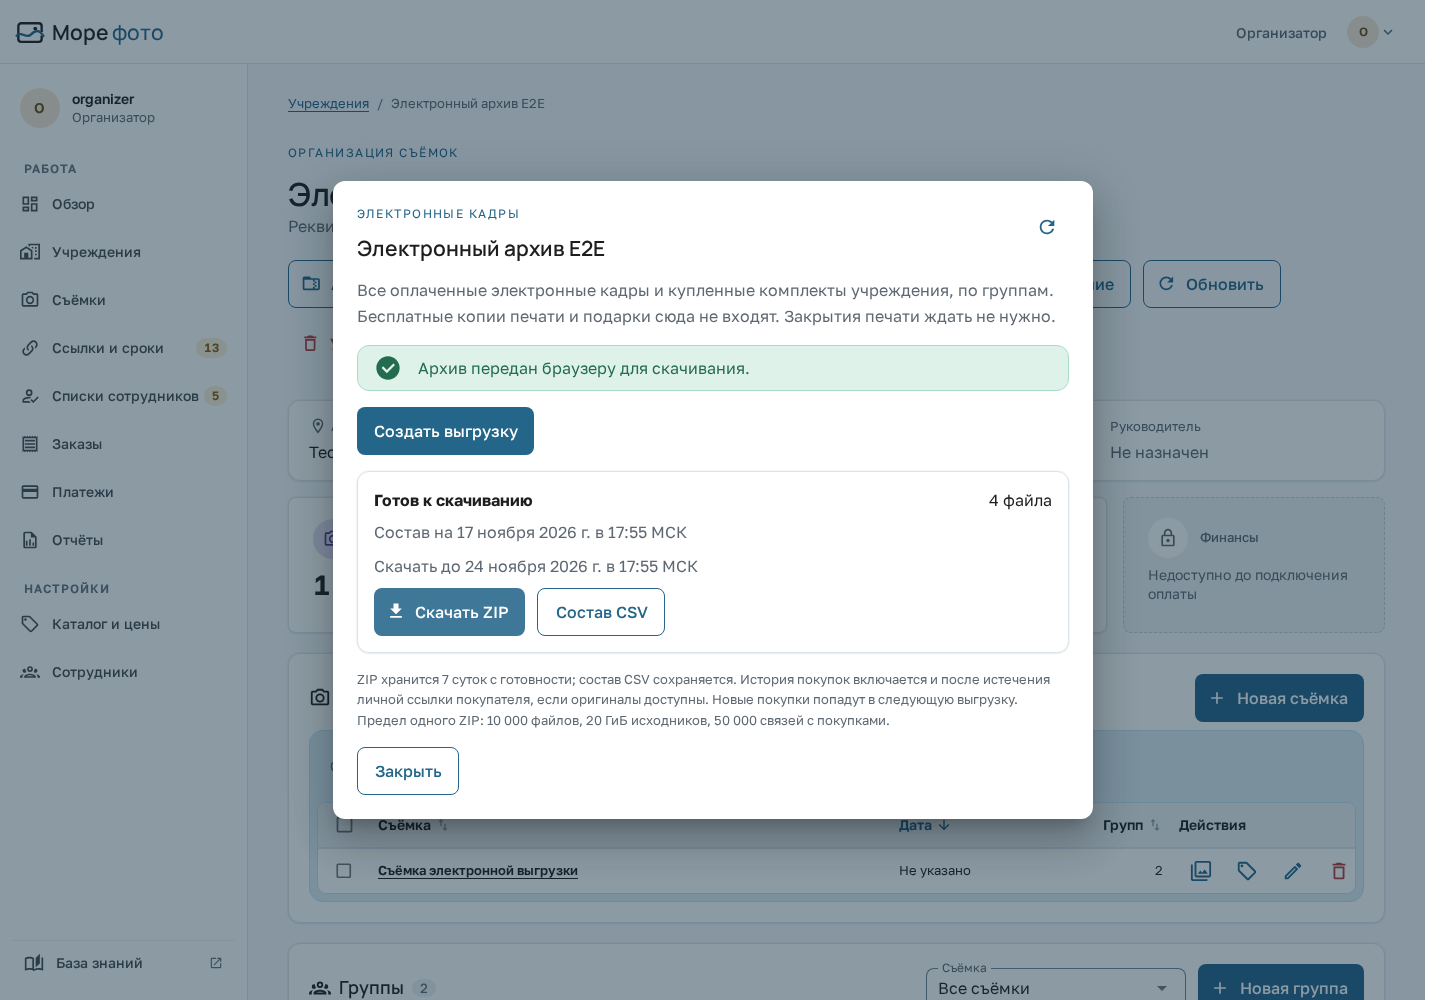 Море фото
Организатор
O
O
organizer
Организатор
РАБОТА
Обзор
Учреждения
Съёмки
Ссылки и сроки
13
Списки сотрудников
5
Заказы
Платежи
Отчёты
НАСТРОЙКИ
Каталог и цены
Сотрудники
База знаний
Учреждения / Электронный архив E2E
ОРГАНИЗАЦИЯ СЪЁМОК
Обновить
Руководитель
Не назначен
Финансы
Недоступно до подключения
оплаты
ЭЛЕКТРОННЫЕ КАДРЫ
Электронный архив E2E
Все оплаченные электронные кадры и купленные комплекты учреждения, по группам.
Бесплатные копии печати и подарки сюда не входят. Закрытия печати ждать не нужно.
Архив передан браузеру для скачивания.
Создать выгрузку
Готов к скачиванию
4 файла
Состав на 17 ноября 2026 г. в 17:55 МСК
Скачать до 24 ноября 2026 г. в 17:55 МСК
Скачать ZIP
Состав CSV
ZIP хранится 7 суток с готовности; состав CSV сохраняется. История покупок включается и после истечения
личной ссылки покупателя, если оригиналы доступны. Новые покупки попадут в следующую выгрузку.
Предел одного ZIP: 10 000 файлов, 20 ГиБ исходников, 50 000 связей с покупками.
Закрыть
Новая съёмка
Съёмка
Дата
Групп
Действия
Съёмка электронной выгрузки
Не указано
2
Группы
2
Съёмка
Все съёмки
Новая группа